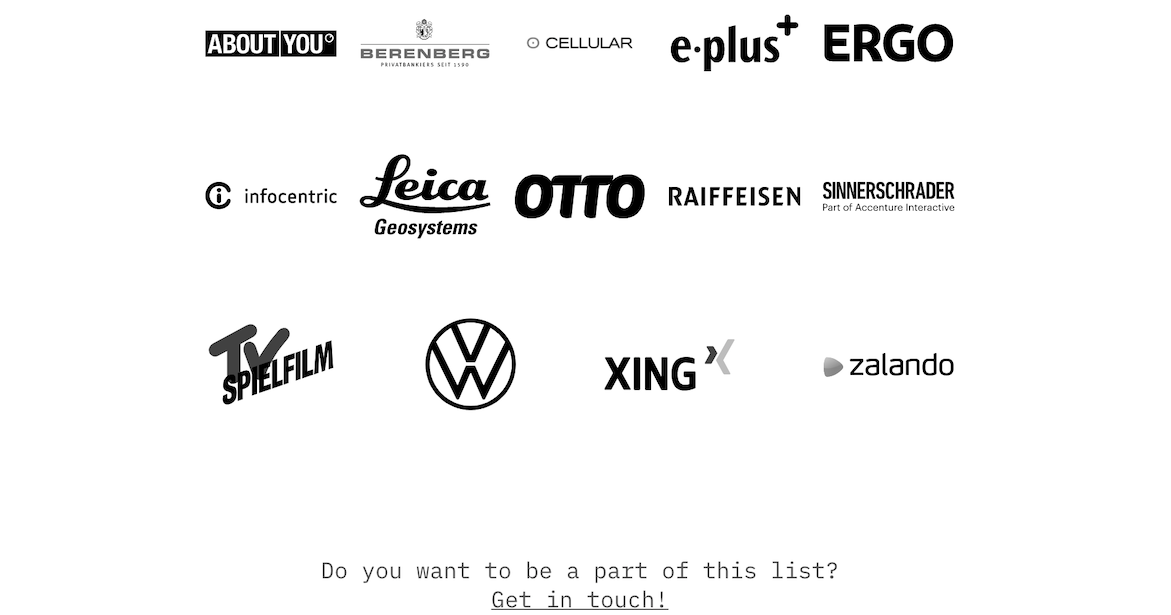 ABOUT YOU
BERENBERG
PRIVATBANKIERS SEIT 1590
CELLULAR
e·plus+
ERGO
infocentric
Leica
Geosystems
OTTO
RAIFFEISEN
SINNERSCHRADER
Part of Accenture Interactive
TV
SPIELFILM
VW
XING
zalando
Do you want to be a part of this list?
Get in touch!